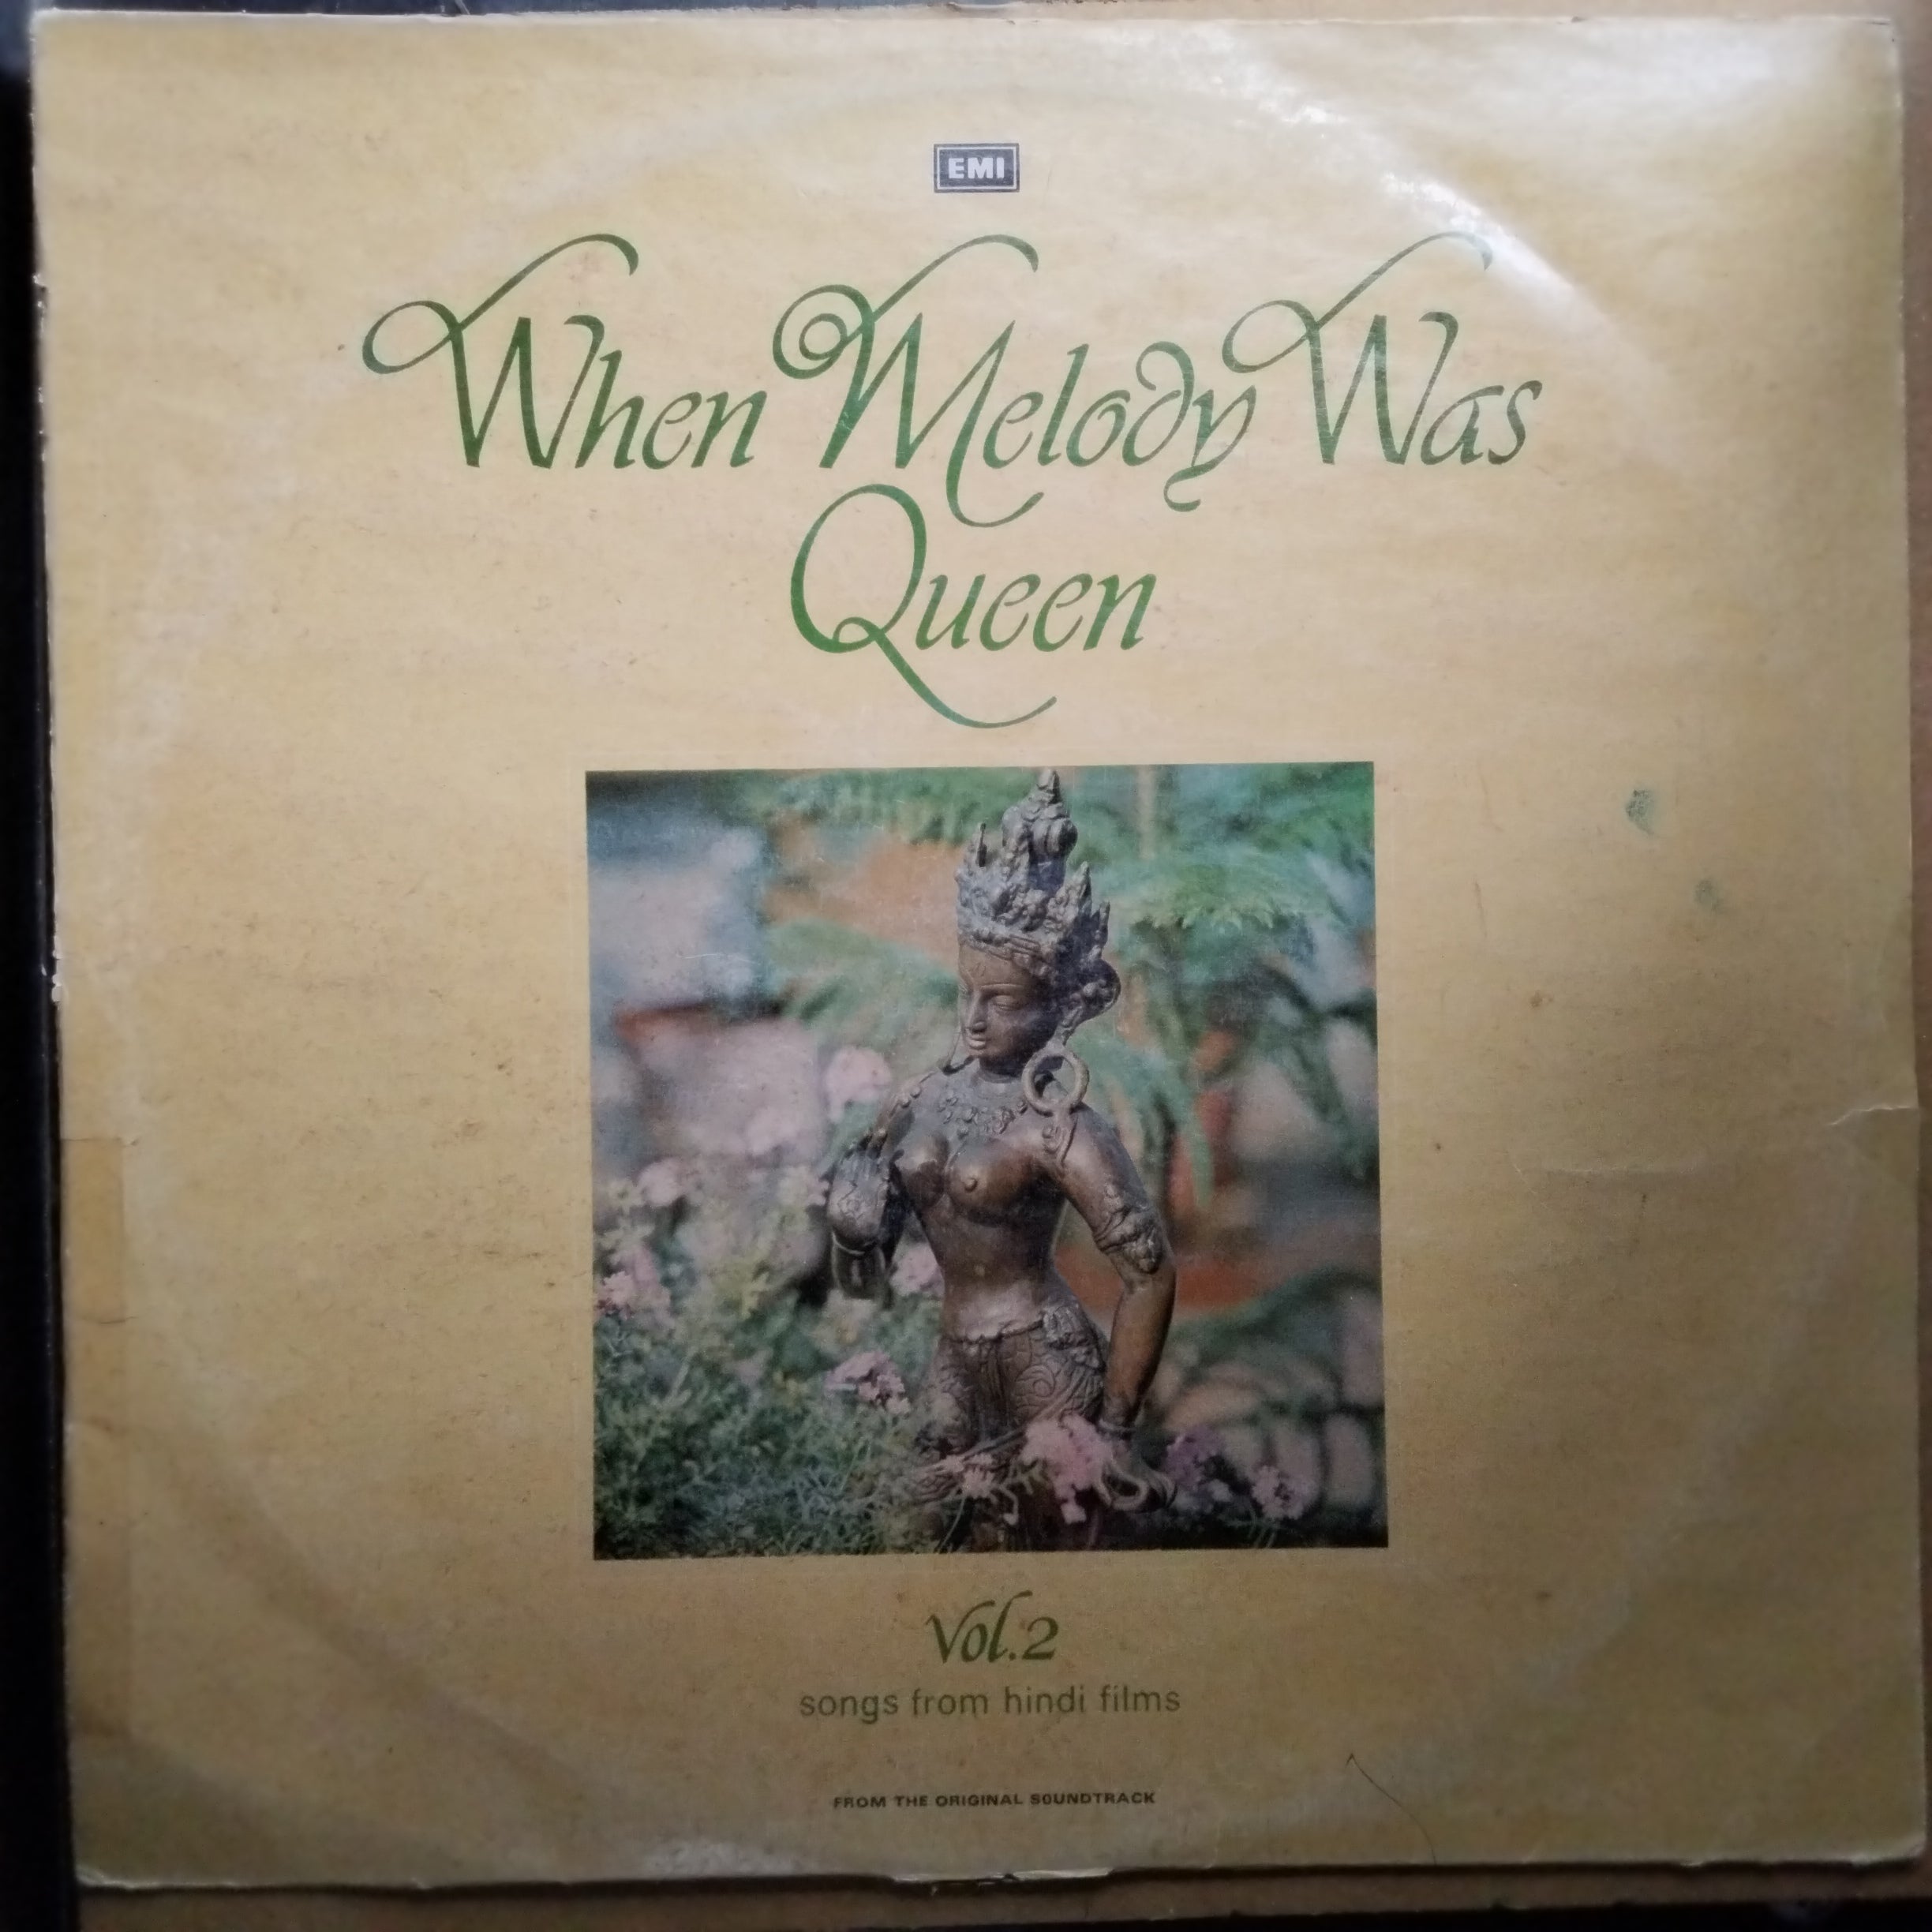 EMI
When Melody Was
Queen
Vol.2
songs from hindi films
FROM THE ORIGINAL SOUNDTRACK